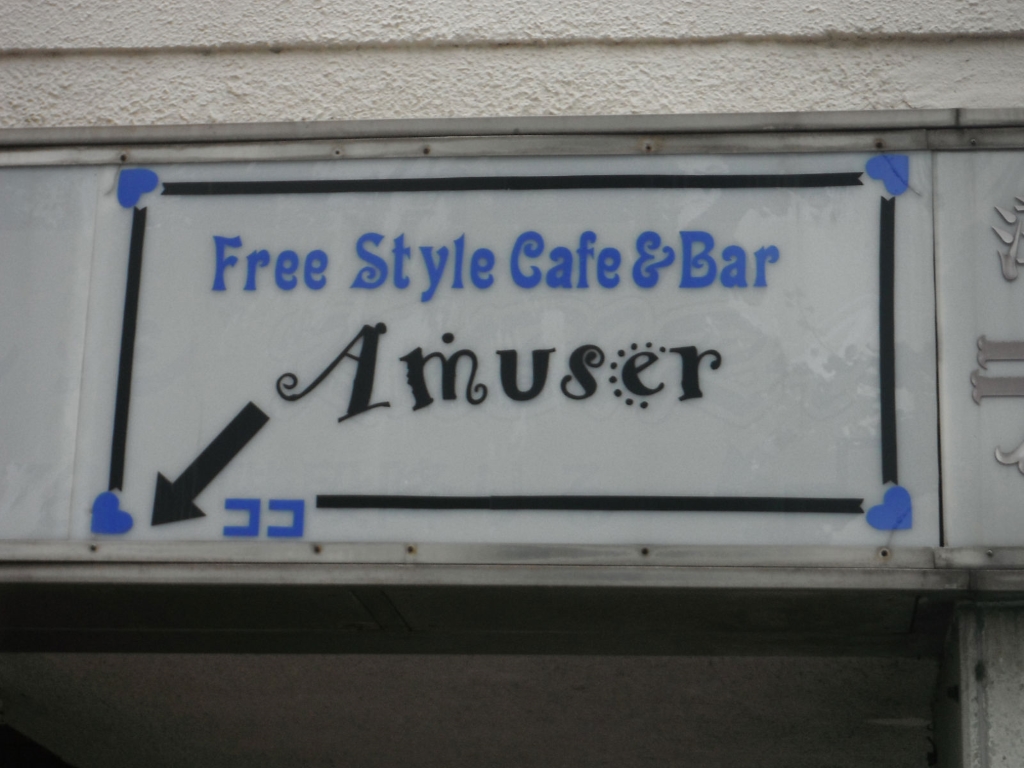 Free Style Cafe & Bar
Amuser
ココ